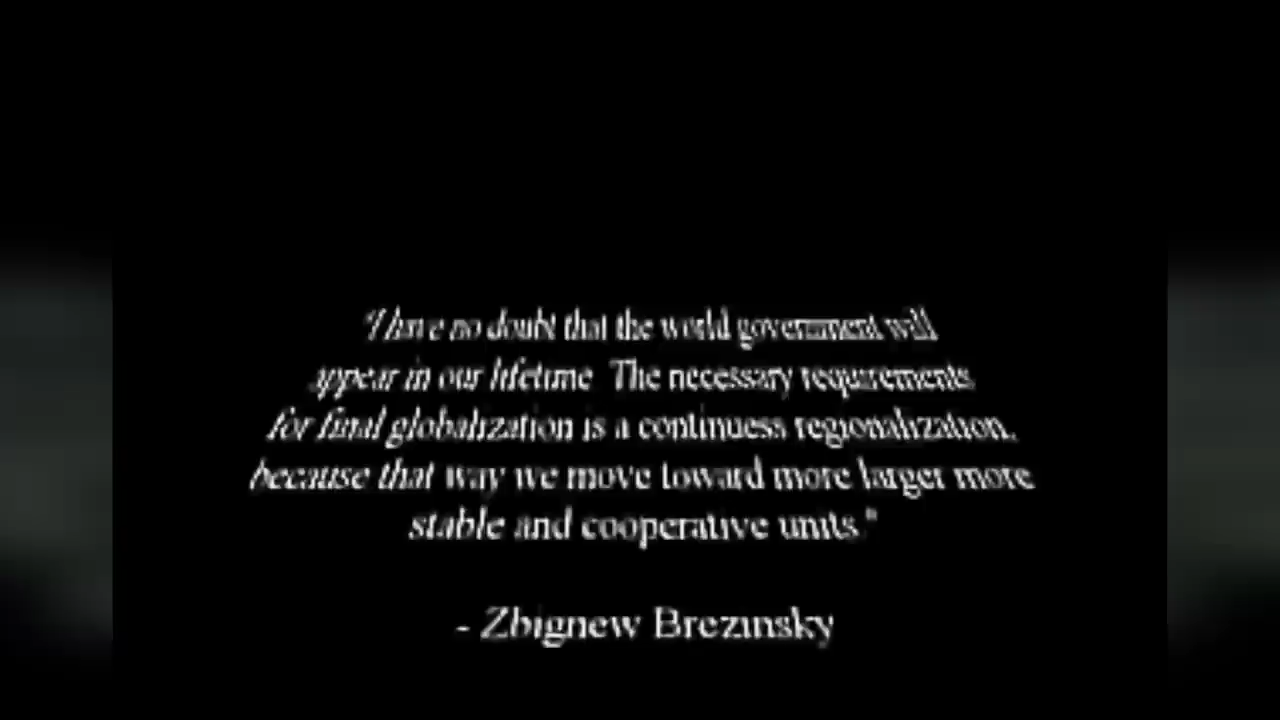 "I have no doubt that the world government will
appear in our lifetime The necessary requirements
for final globalization is a continuess regionalization,
because that way we move toward more larger more
stable and cooperative units."
- Zbignew Brezinsky